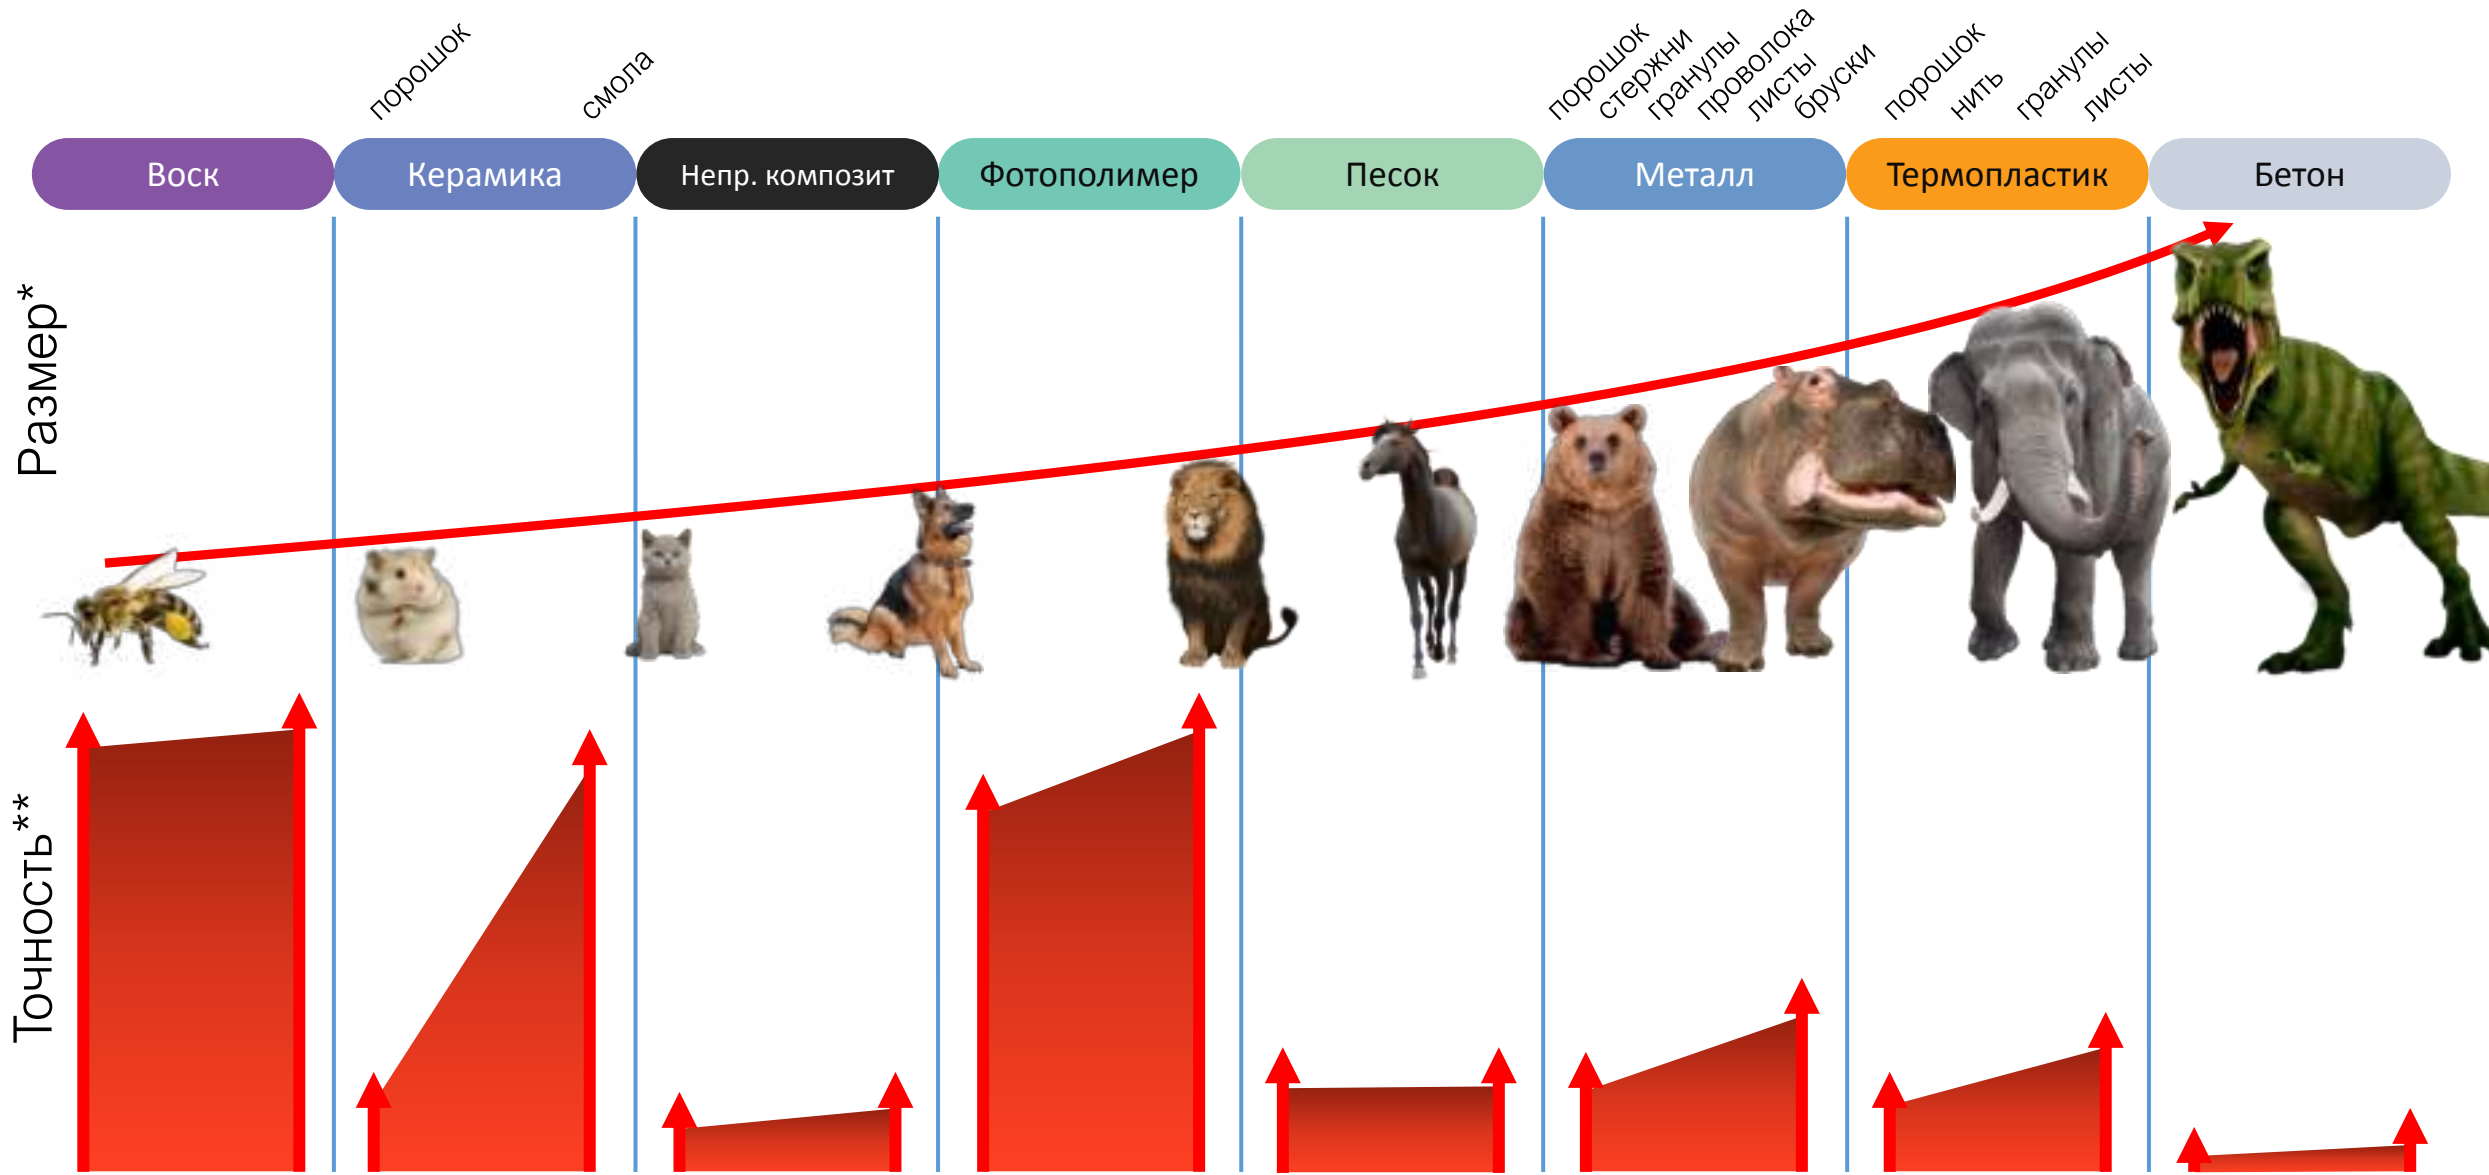 порошок
смола
порошок
стержни
гранулы
проволока
листы
бруски
порошок
нить
гранулы
листы
Воск
Керамика
Непр. композит
Фотополимер
Песок
Металл
Термопластик
Бетон
Размер*
Точность**